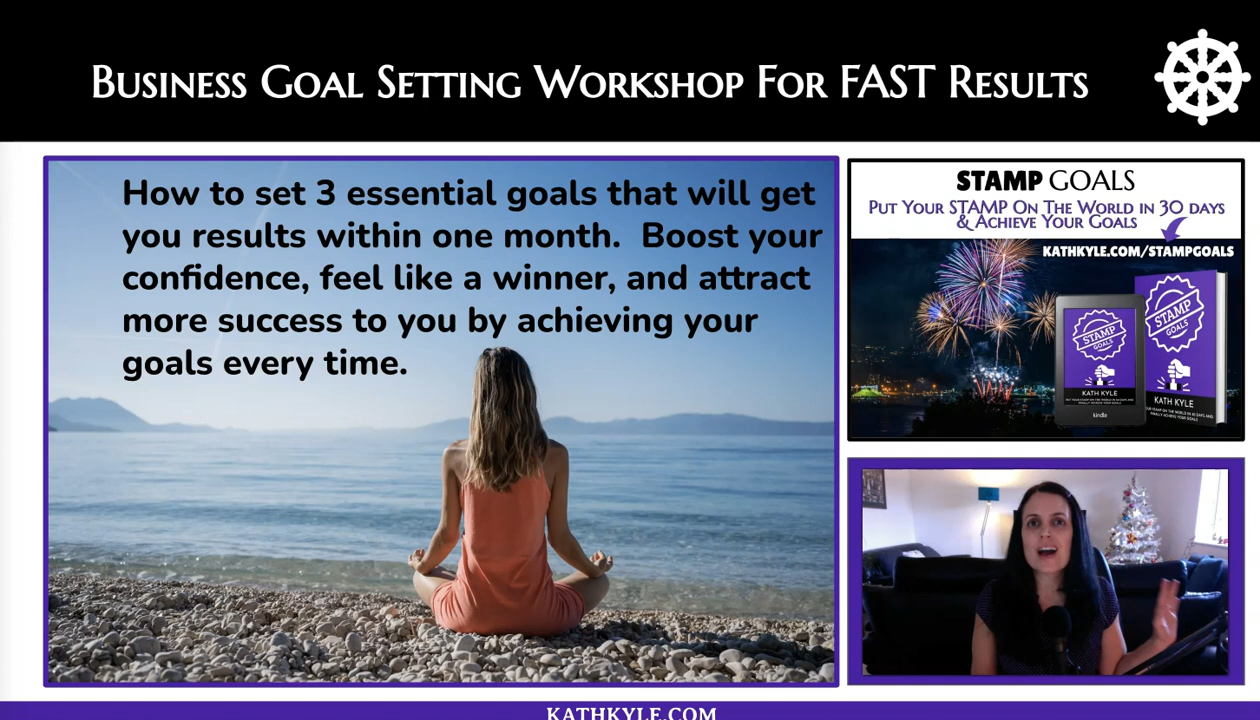 Business Goal Setting Workshop For FAST Results
How to set 3 essential goals that will get
you results within one month. Boost your
confidence, feel like a winner, and attract
more success to you by achieving your
goals every time.
STAMP GOALS
Put Your STAMP On The World in 30 days
& Achieve Your Goals
KATHKYLE.COM/STAMPGOALS
STAMP
GOALS
KATH KYLE
kindle
STAMP
GOALS
KATH KYLE
KATHKYLE.COM